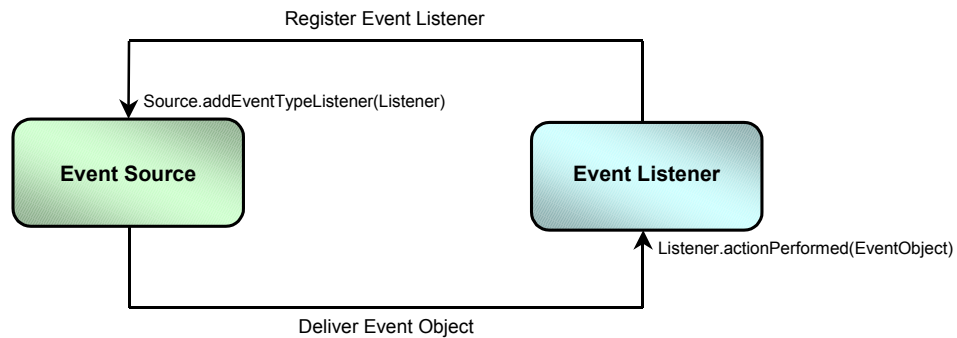 Register Event Listener
Source.addEventTypeListener(Listener)
Event Source
Event Listener
Listener.actionPerformed(EventObject)
Deliver Event Object